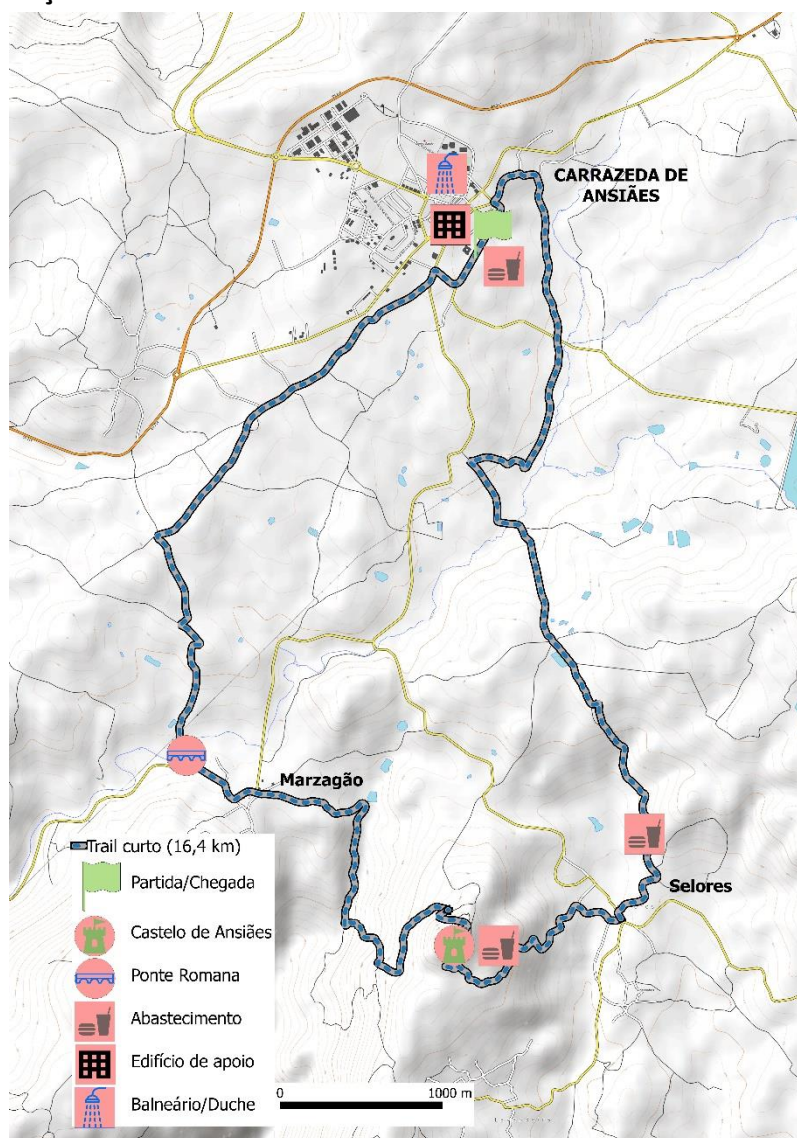 CARRAZEDA DE
ANSIÃES
Marzagão
Selores
Trail curto (16,4 km)
Partida/Chegada
Castelo de Ansiães
Ponte Romana
Abastecimento
Edifício de apoio
Balneário/Duche
0 1000 m